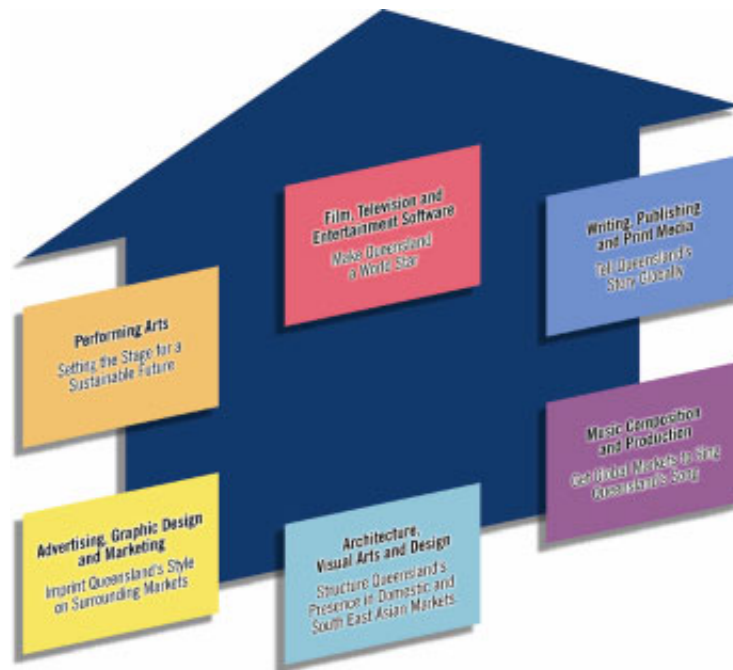 Film, Television and
Entertainment Software
Make Queensland
a World Star
Writing, Publishing
and Print Media
Tell Queensland's
Story Globally
Performing Arts
Setting the Stage for a
Sustainable Future
Music Composition
and Production
Get Global Markets to Sing
Queensland's Song
Advertising, Graphic Design
and Marketing
Imprint Queensland's Style
on Surrounding Markets
Architecture,
Visual Arts and Design
Structure Queensland's
Presence in Domestic and
South East Asian Markets